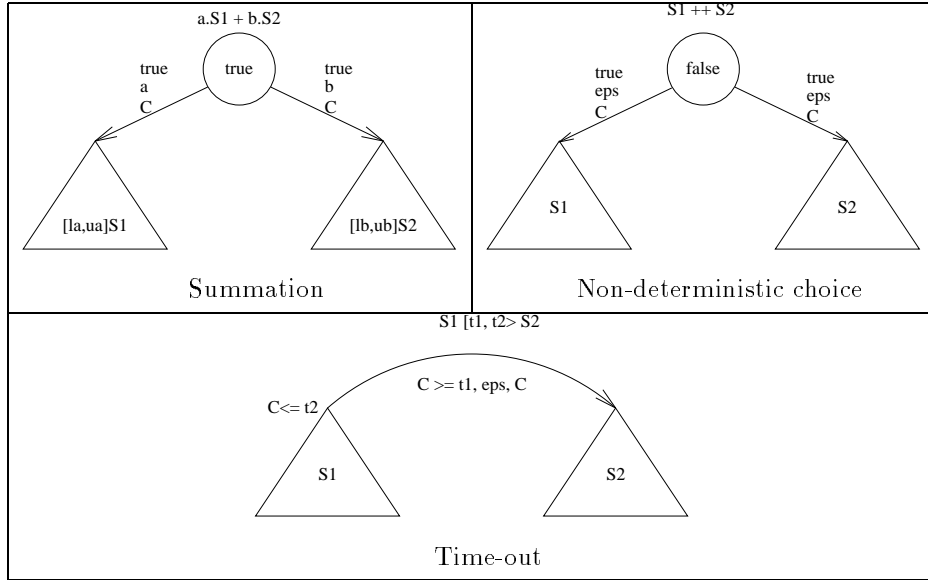 a.S1 + b.S2
true
a
C
true
true
b
C
[la,ua]S1
[lb,ub]S2
Summation
S1 ++ S2
true
eps
C
false
true
eps
C
S1
S2
Non-deterministic choice
S1 [t1, t2> S2
C >= t1, eps, C
C<= t2
S1
S2
Time-out